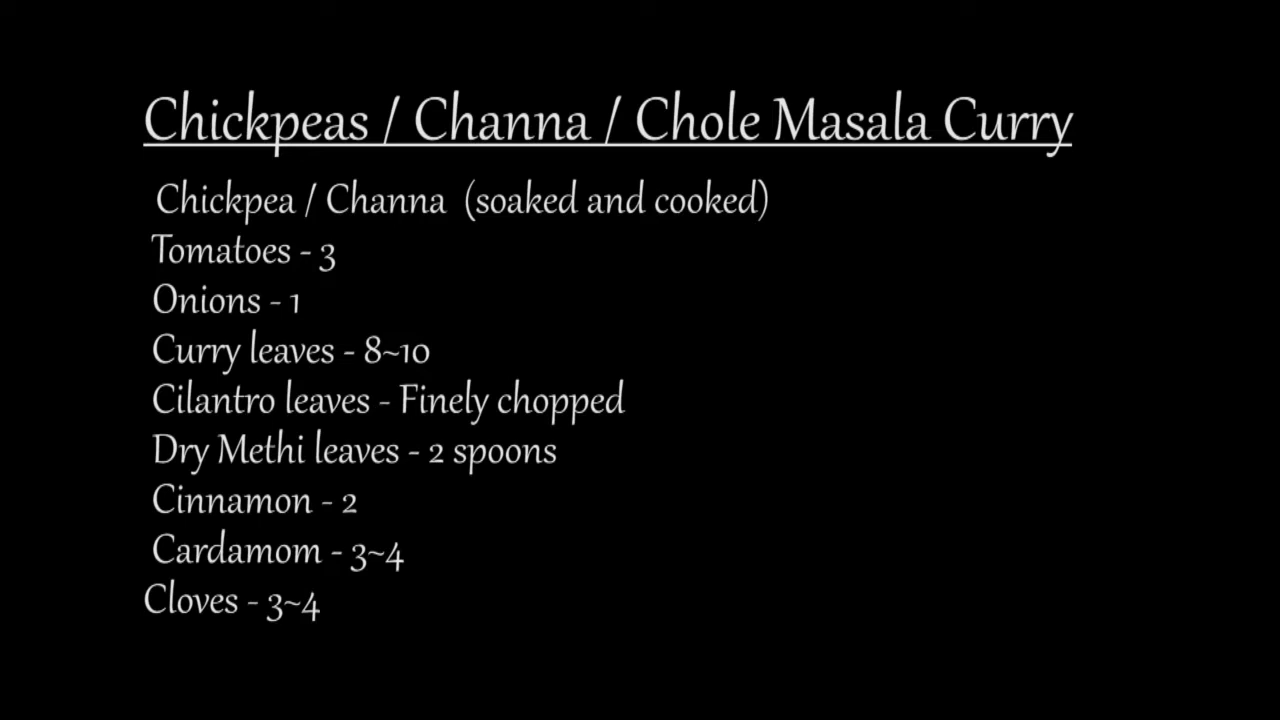 Chickpeas / Channa / Chole Masala Curry
Chickpea / Channa (soaked and cooked)
Tomatoes - 3
Onions - 1
Curry leaves - 8~10
Cilantro leaves - Finely chopped
Dry Methi leaves - 2 spoons
Cinnamon - 2
Cardamom - 3~4
Cloves - 3~4